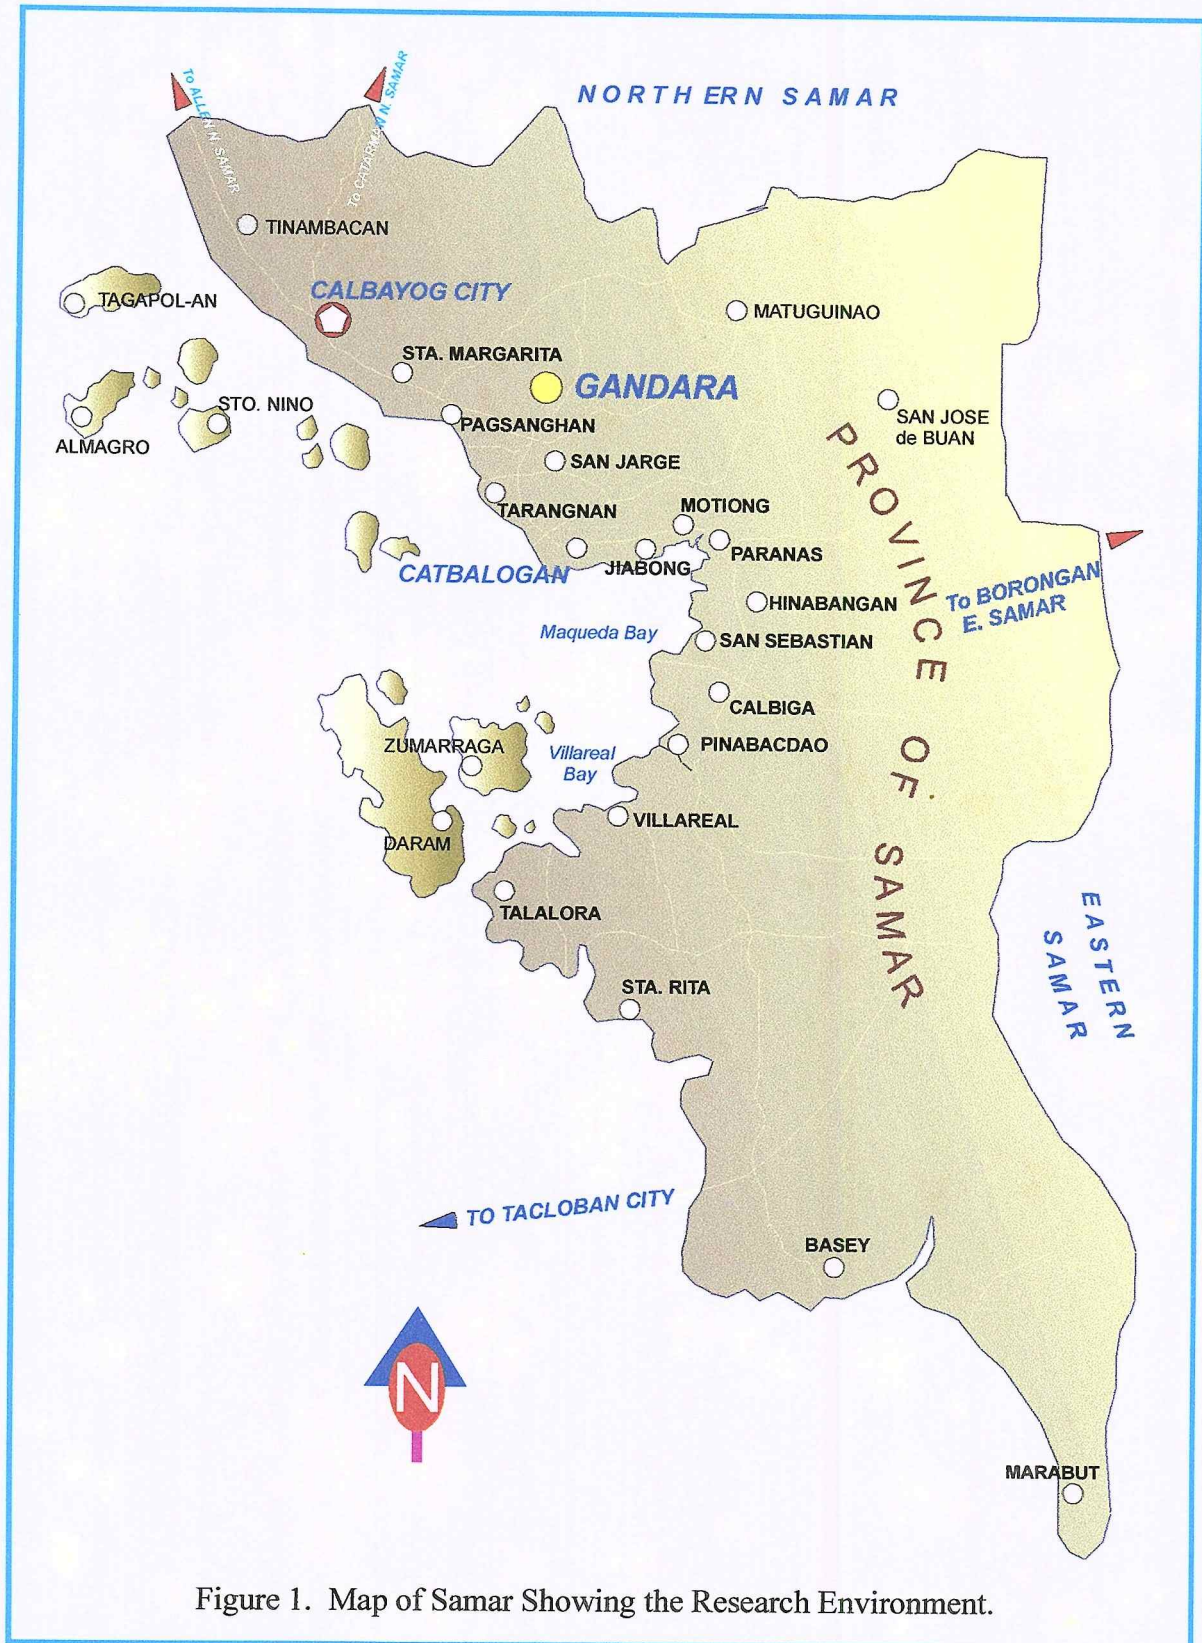 NORTHERN SAMAR
To ALLEN N. SAMAR
To CATARMAN N. SAMAR
TINAMBACAN
TAGAPOL-AN
CALBAYOG CITY
MATUGUINAO
STA. MARGARITA
GANDARA
STO. NINO
ALMAGRO
PAGSANGHAN
SAN JOSE
de BUAN
SAN JARGE
TARANGNAN
MOTIONG
PARANAS
JIABONG
CATBALOGAN
PROVINCE OF SAMAR
To BORONGAN
E. SAMAR
HINABANGAN
Maqueda Bay
SAN SEBASTIAN
CALBIGA
ZUMARRAGA
Villareal
Bay
PINABACDAO
VILLAREAL
DARAM
TALALORA
EASTERN
SAMAR
STA. RITA
TO TACLOBAN CITY
BASEY
N
MARABUT
Figure 1. Map of Samar Showing the Research Environment.